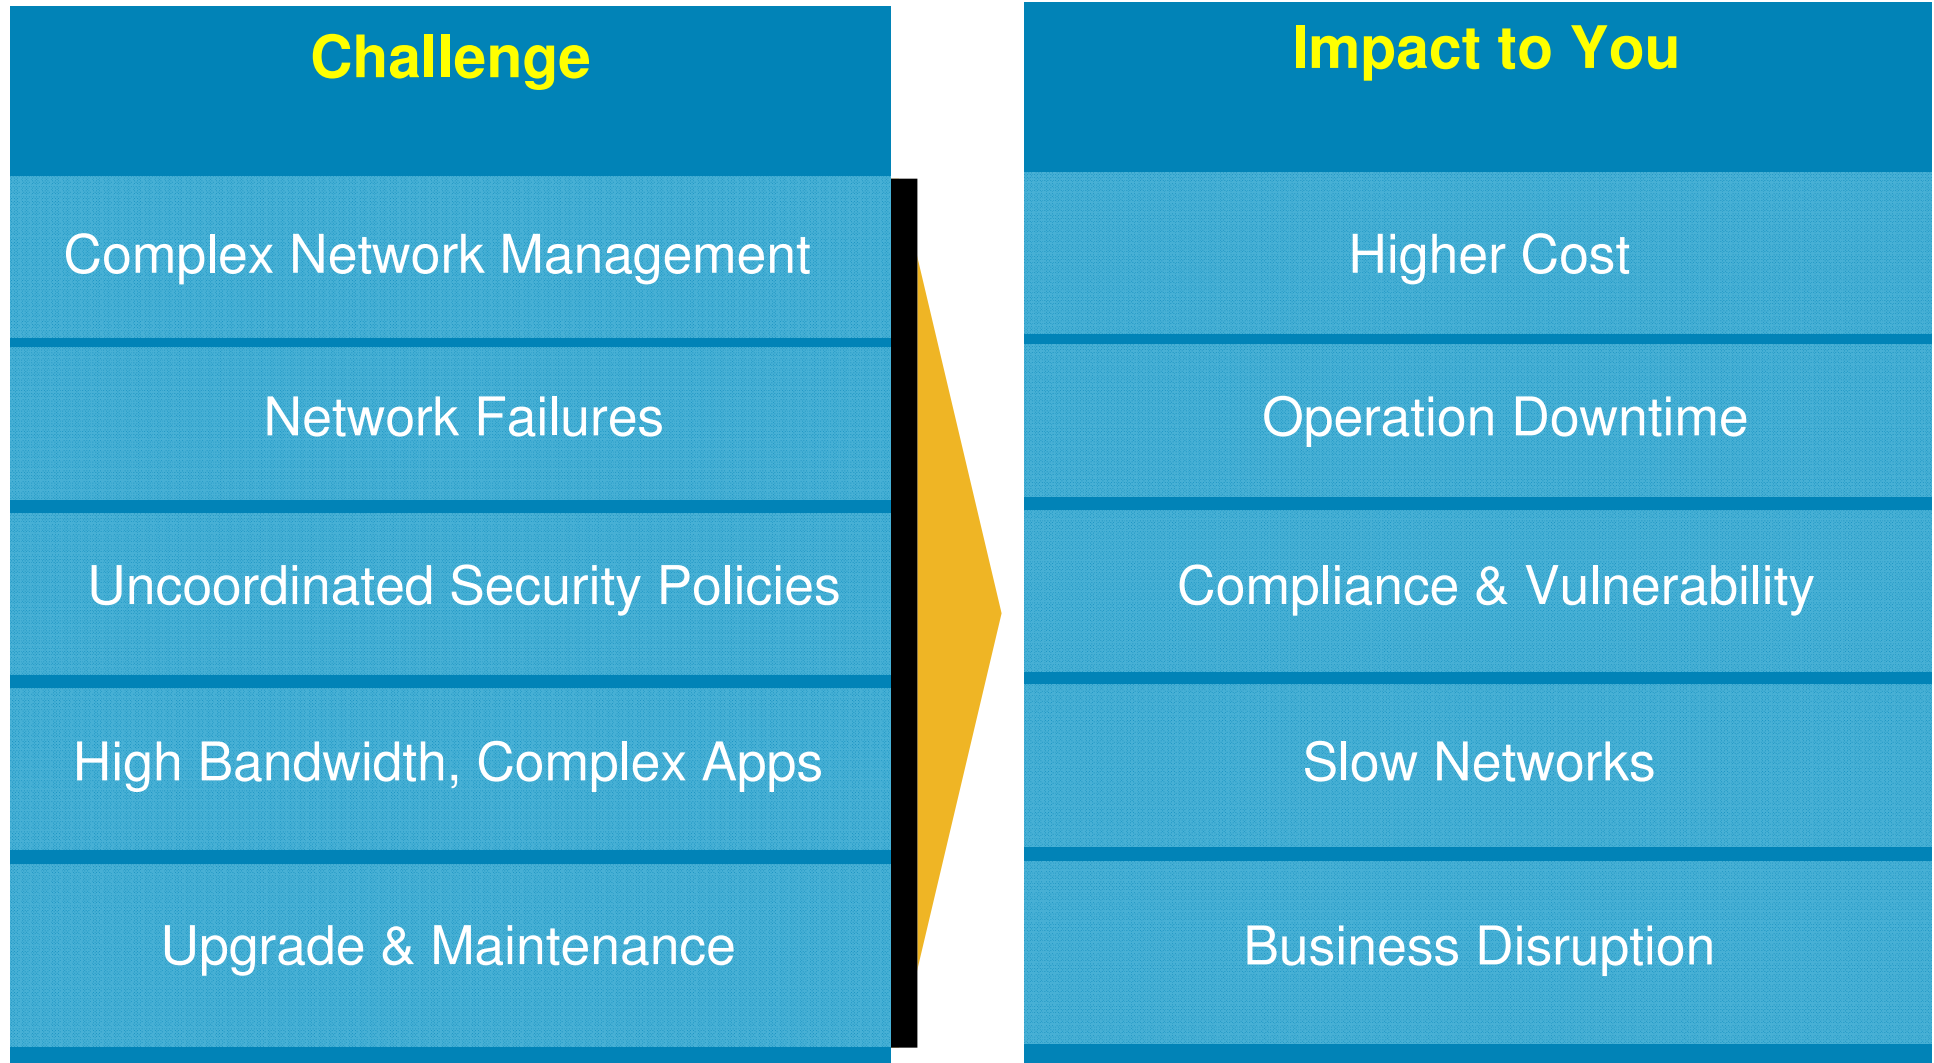 Challenge
Impact to You
Complex Network Management
Higher Cost
Network Failures
Operation Downtime
Uncoordinated Security Policies
Compliance & Vulnerability
High Bandwidth, Complex Apps
Slow Networks
Upgrade & Maintenance
Business Disruption